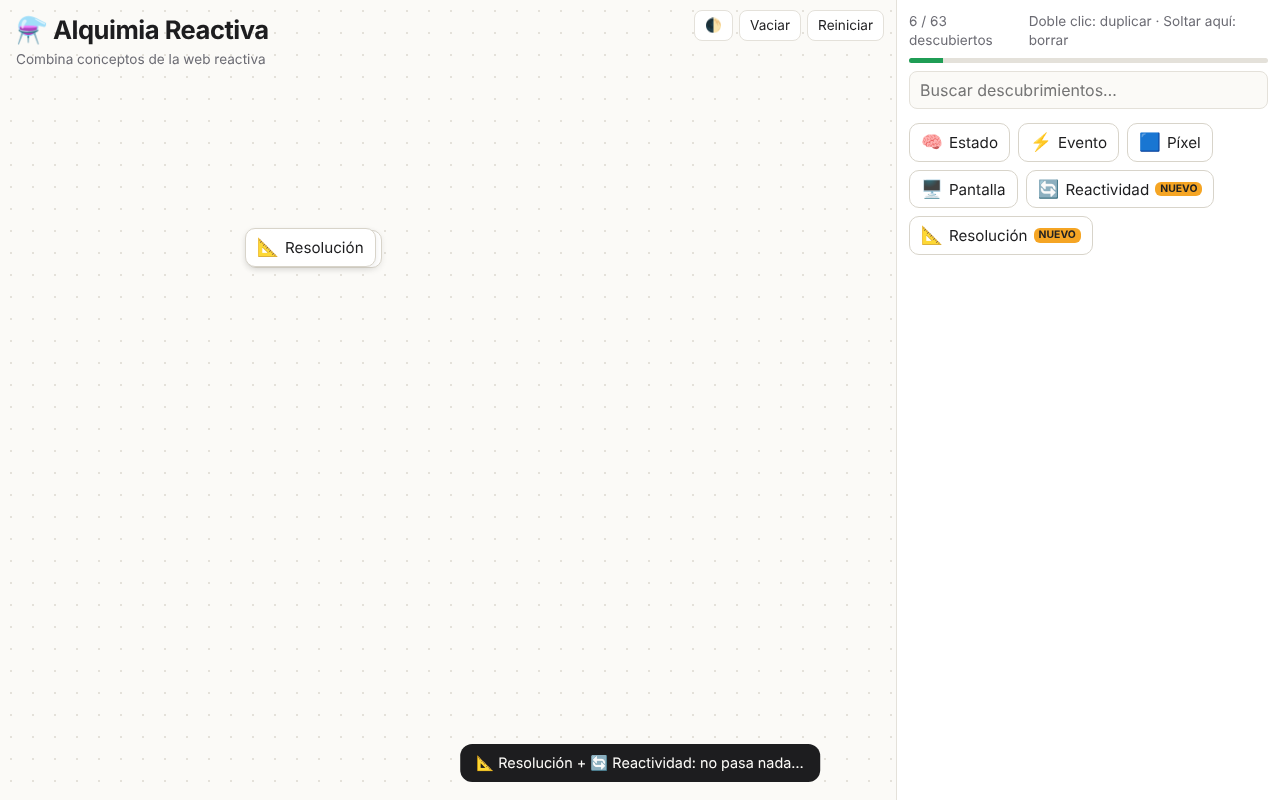 Alquimia Reactiva
Combina conceptos de la web reactiva
Vaciar
Reiniciar
6 / 63 descubiertos
Doble clic: duplicar · Soltar aquí: borrar
Buscar descubrimientos...
Estado
Evento
Píxel
Pantalla
Reactividad NUEVO
Resolución NUEVO
Resolución
Resolución + Reactividad: no pasa nada...